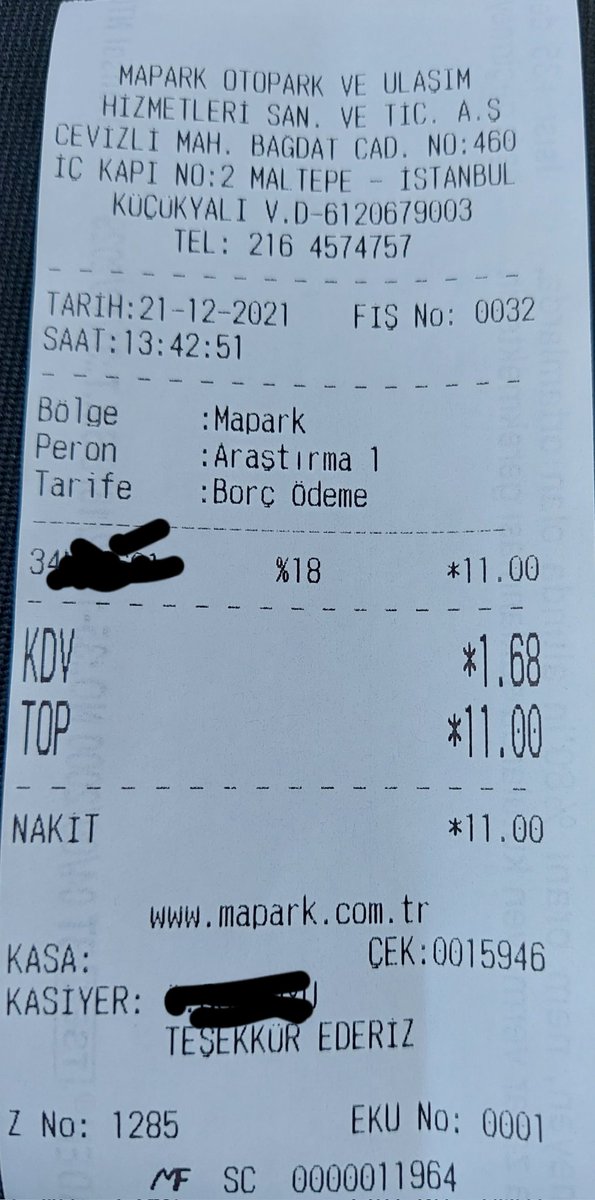 MAPARK OTOPARK VE ULAŞIM
HİZMETLERİ SAN. VE TİC. A.Ş
CEVİZLİ MAH. BAĞDAT CAD. NO:460
İÇ KAPI NO:2 MALTEPE - İSTANBUL
KÜÇÜKYALI V.D-6120679003
TEL: 216 4574757
TARİH:21-12-2021 FİŞ No: 0032
SAAT:13:42:51
Bölge :Mapark
Peron :Araştırma 1
Tarife :Borç Ödeme
34 %18 *11.00
KDV *1.68
TOP *11.00
NAKİT *11.00
www.mapark.com.tr
KASA: ÇEK:0015946
KASİYER:
TEŞEKKÜR EDERİZ
Z No: 1285 EKU No: 0001
MF SC 0000011964